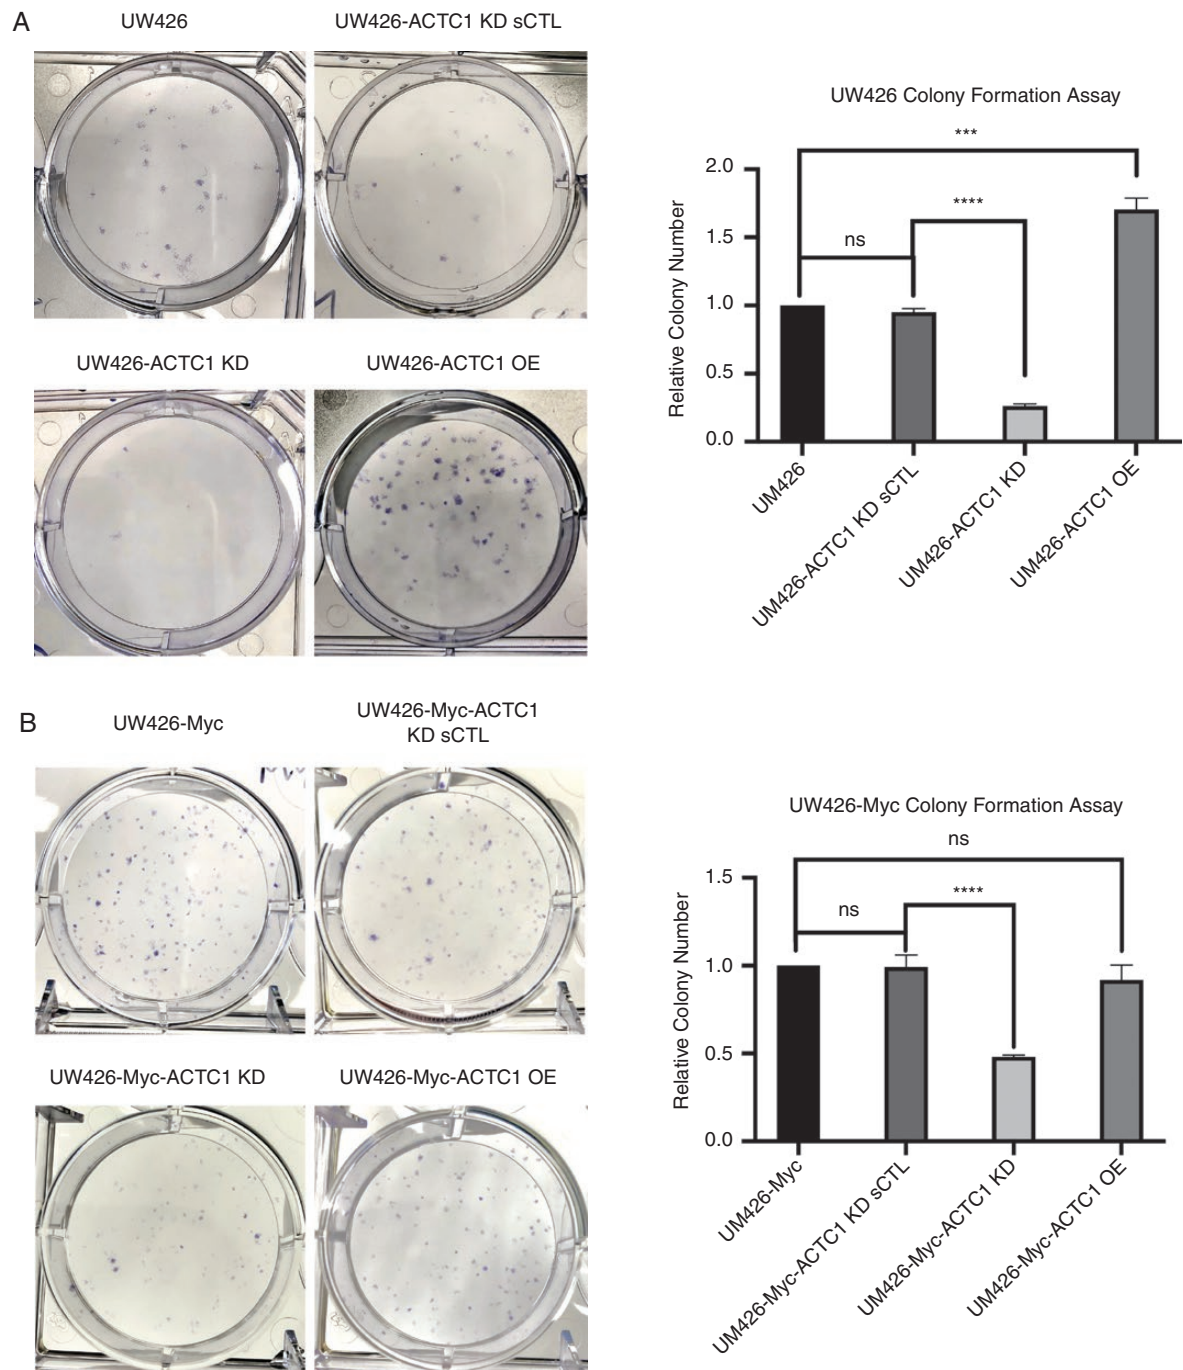 A
UW426
UW426-ACTC1 KD sCTL
UW426-ACTC1 KD
UW426-ACTC1 OE
UW426 Colony Formation Assay
***
****
ns
Relative Colony Number
2.0
1.5
1.0
0.5
0.0
UM426
UM426-ACTC1 KD sCTL
UM426-ACTC1 KD
UM426-ACTC1 OE
B
UW426-Myc
UW426-Myc-ACTC1
KD sCTL
UW426-Myc-ACTC1 KD
UW426-Myc-ACTC1 OE
UW426-Myc Colony Formation Assay
ns
****
ns
Relative Colony Number
1.5
1.0
0.5
0.0
UM426-Myc
UM426-Myc-ACTC1 KD sCTL
UM426-Myc-ACTC1 KD
UM426-Myc-ACTC1 OE